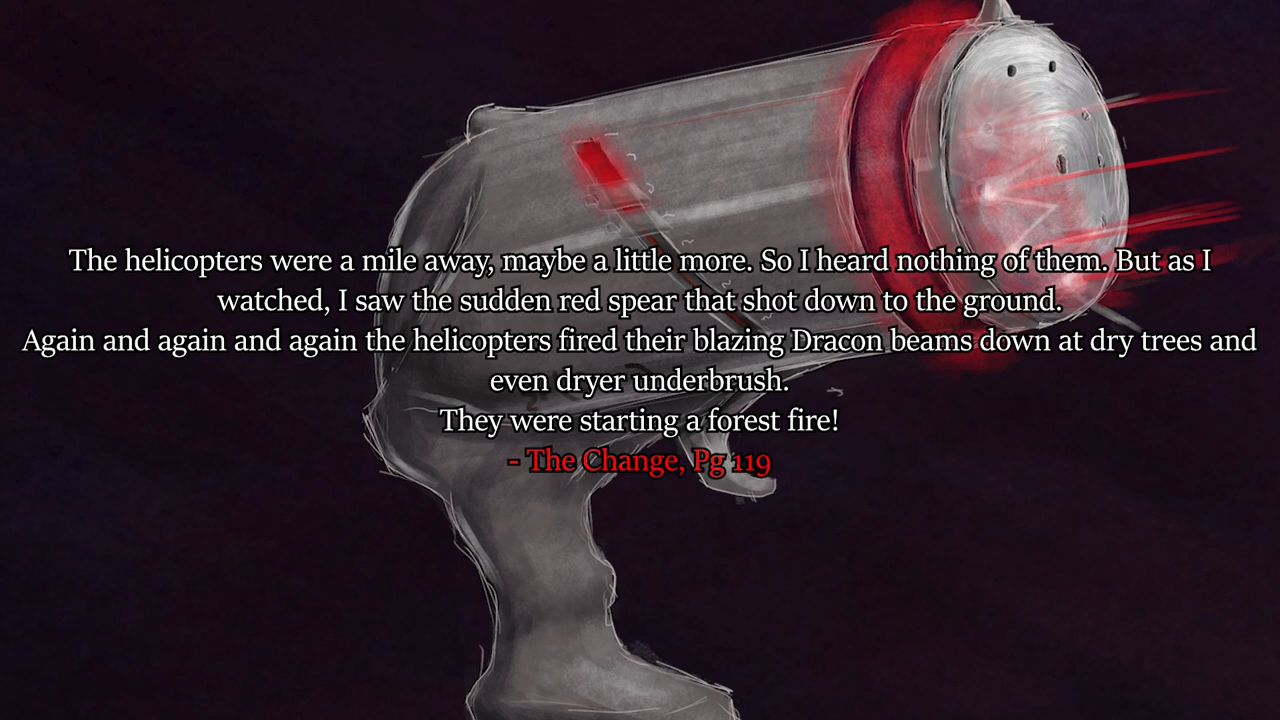 The helicopters were a mile away, maybe a little more. So I heard nothing of them. But as I
watched, I saw the sudden red spear that shot down to the ground.
Again and again and again the helicopters fired their blazing Dracon beams down at dry trees and
even dryer underbrush.
They were starting a forest fire!
- The Change, Pg 119